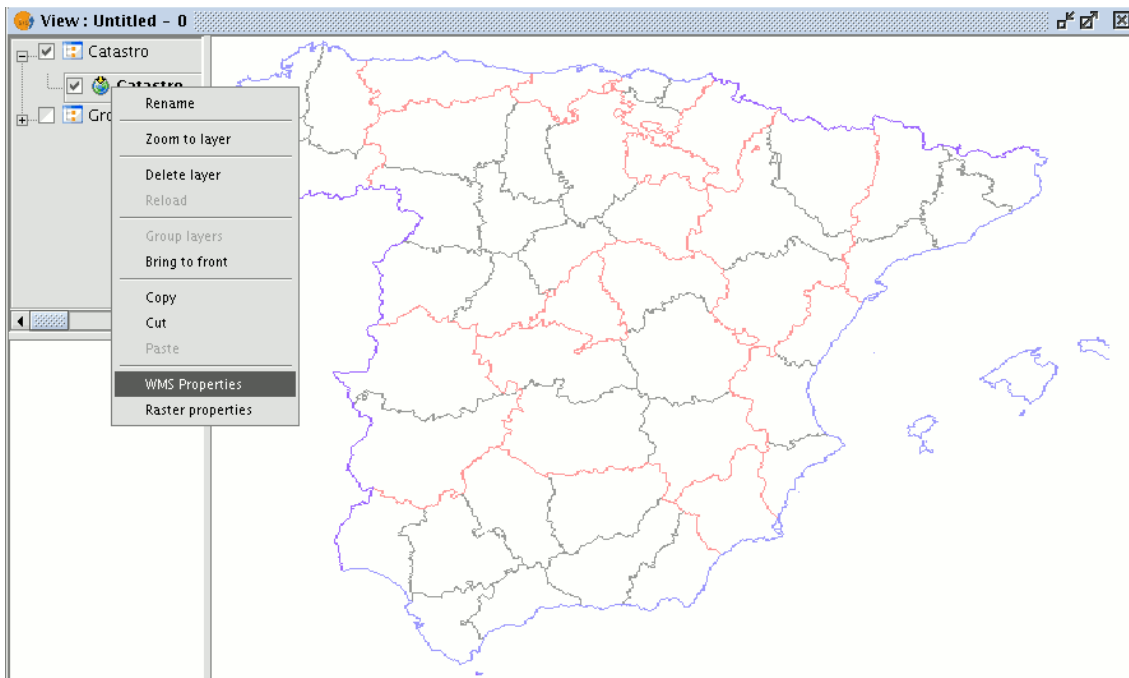 View : Untitled - 0
Catastro
Catastro
Gro
Rename
Zoom to layer
Delete layer
Reload
Group layers
Bring to front
Copy
Cut
Paste
WMS Properties
Raster properties